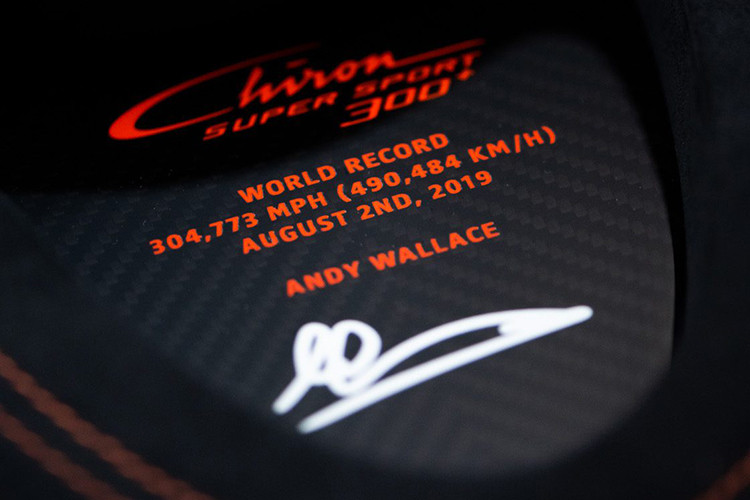 Chiron
SUPER SPORT
300+
WORLD RECORD
304,773 MPH (490,484 KM/H)
AUGUST 2ND, 2019
ANDY WALLACE